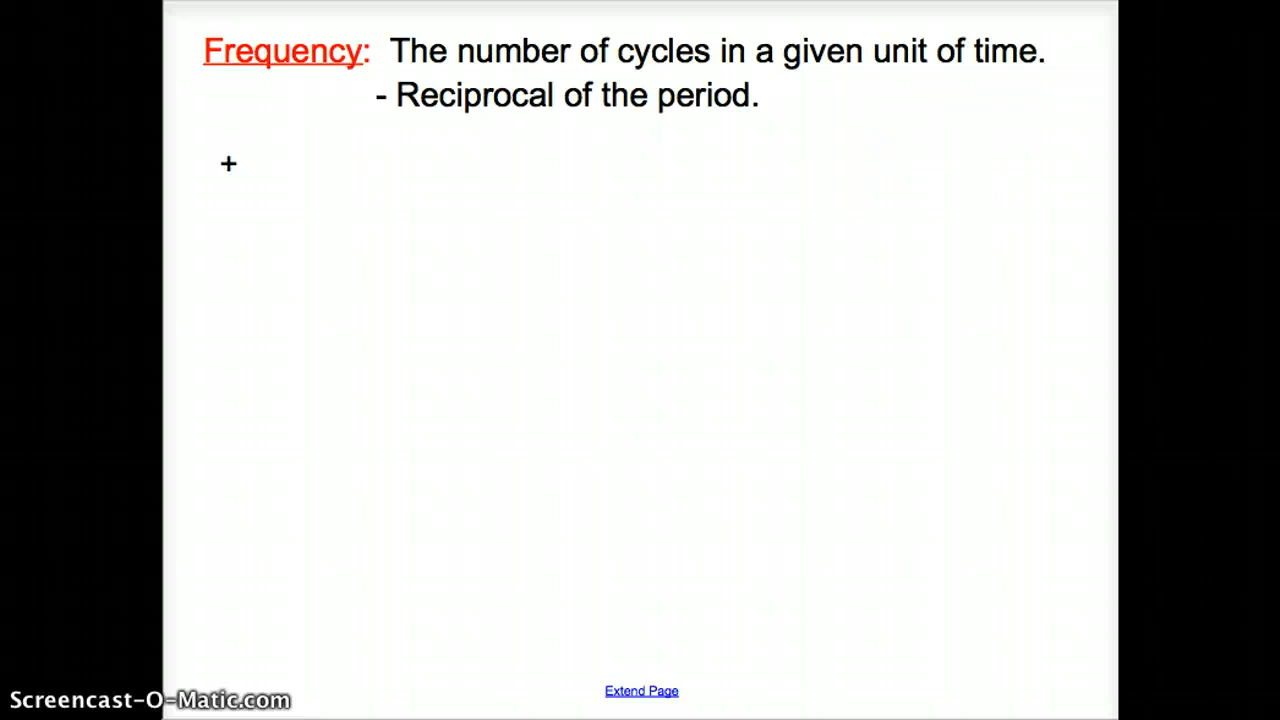 Frequency: The number of cycles in a given unit of time.
- Reciprocal of the period.
Extend Page
Screencast-O-Matic.com